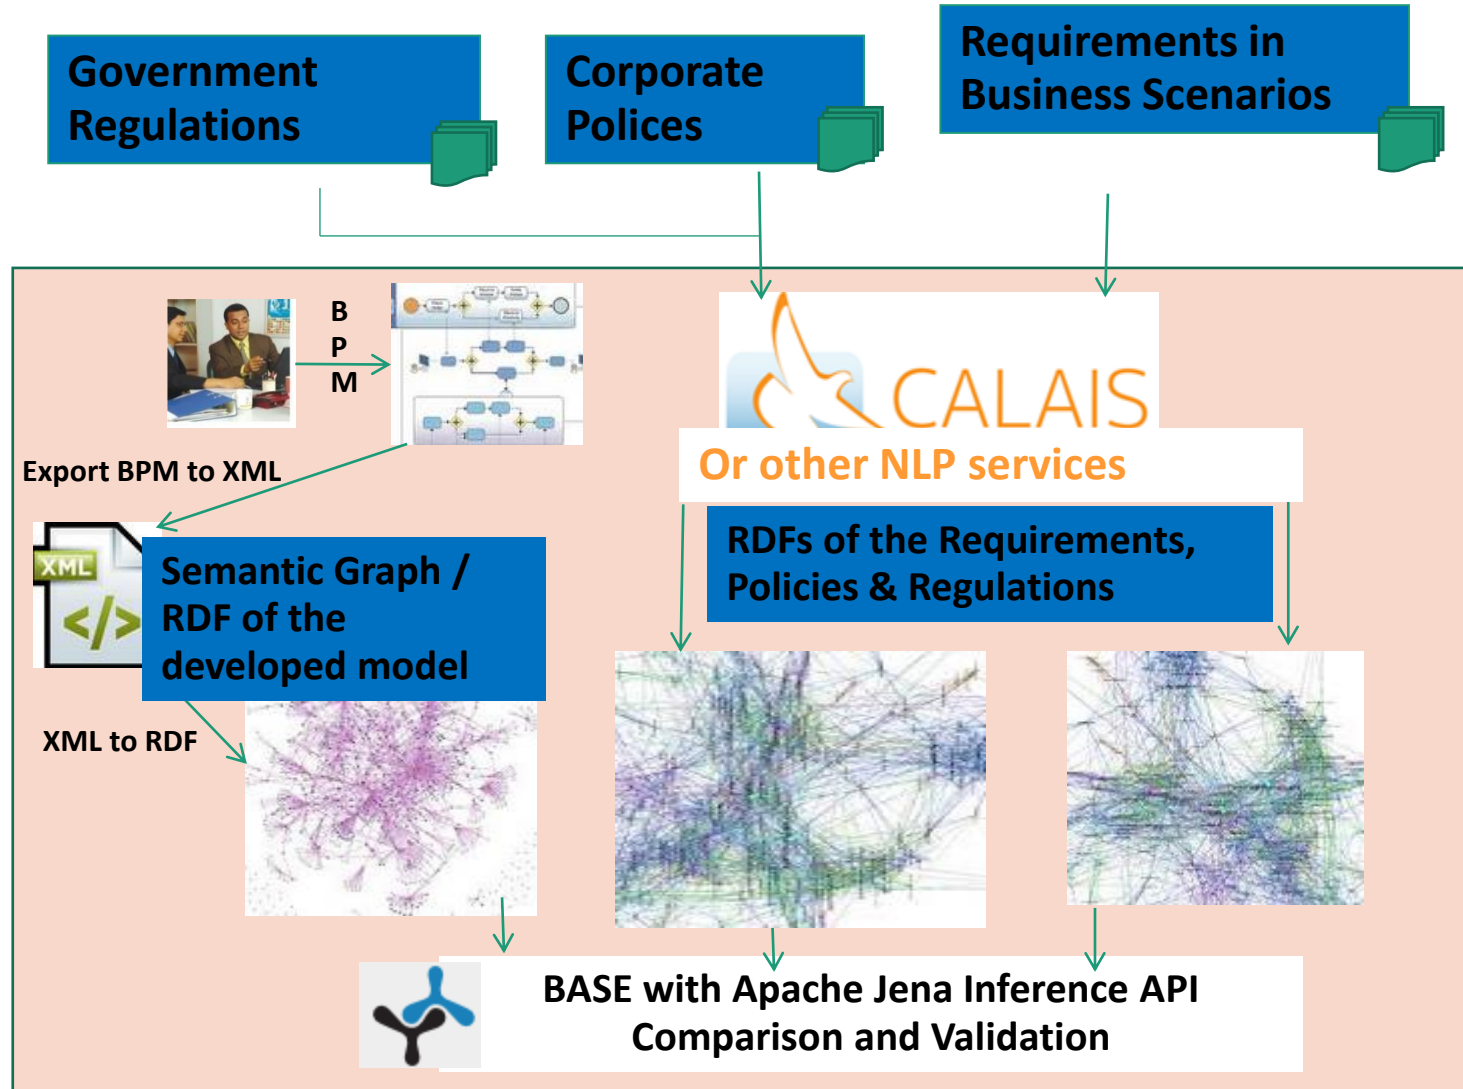 Government
Regulations
Corporate
Polices
Requirements in
Business Scenarios
B
P
M
CALAIS
Or other NLP services
Export BPM to XML
XML
</>
Semantic Graph /
RDF of the
developed model
RDFs of the Requirements,
Policies & Regulations
XML to RDF
BASE with Apache Jena Inference API
Comparison and Validation